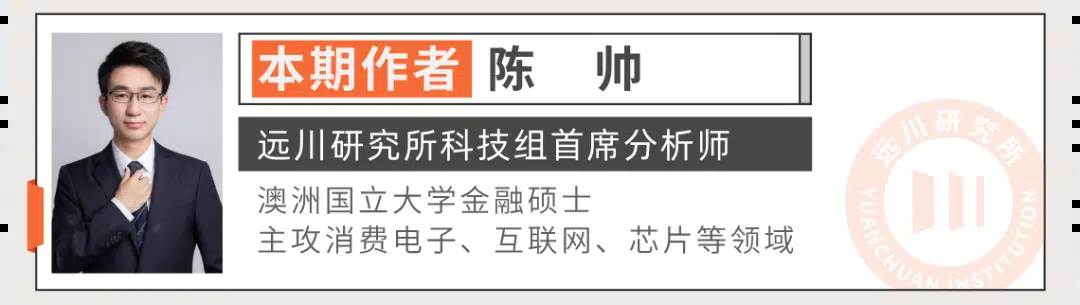 本期作者 陈 帅
远川研究所科技组首席分析师
澳洲国立大学金融硕士
主攻消费电子、互联网、芯片等领域
远川研究所
YUANCHUAN INSTITUTION